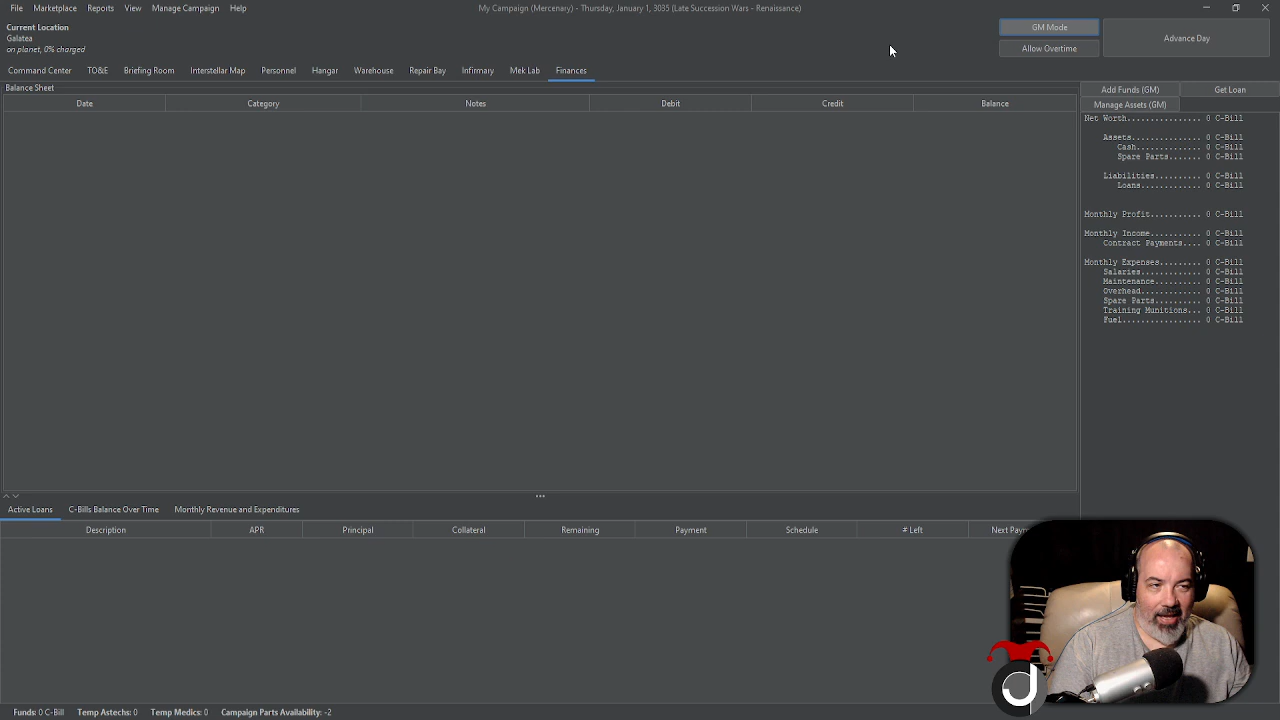 File Marketplace Reports View Manage Campaign Help
My Campaign (Mercenary) - Thursday, January 1, 3035 (Late Succession Wars - Renaissance)
Current Location
Galatea
on planet, 0% charged
GM Mode
Allow Overtime
Advance Day
Command Center TO&E Briefing Room Interstellar Map Personnel Hangar Warehouse Repair Bay Infirmary Mek Lab Finances
Balance Sheet
Date Category Notes Debit Credit Balance
Add Funds (GM) Get Loan
Manage Assets (GM)
Net Worth................ 0 C-Bill
Assets................ 0 C-Bill
Cash............... 0 C-Bill
Spare Parts....... 0 C-Bill
Liabilities.......... 0 C-Bill
Loans.............. 0 C-Bill
Monthly Profit........... 0 C-Bill
Monthly Income........... 0 C-Bill
Contract Payments.... 0 C-Bill
Monthly Expenses......... 0 C-Bill
Salaries............. 0 C-Bill
Maintenance.......... 0 C-Bill
Overhead............. 0 C-Bill
Spare Parts.......... 0 C-Bill
Training Munitions... 0 C-Bill
Fuel................. 0 C-Bill
Active Loans C-Bills Balance Over Time Monthly Revenue and Expenditures
Description APR Principal Collateral Remaining Payment Schedule # Left Next Paym
Funds: 0 C-Bill Temp Astechs: 0 Temp Medics: 0 Campaign Parts Availability: -2